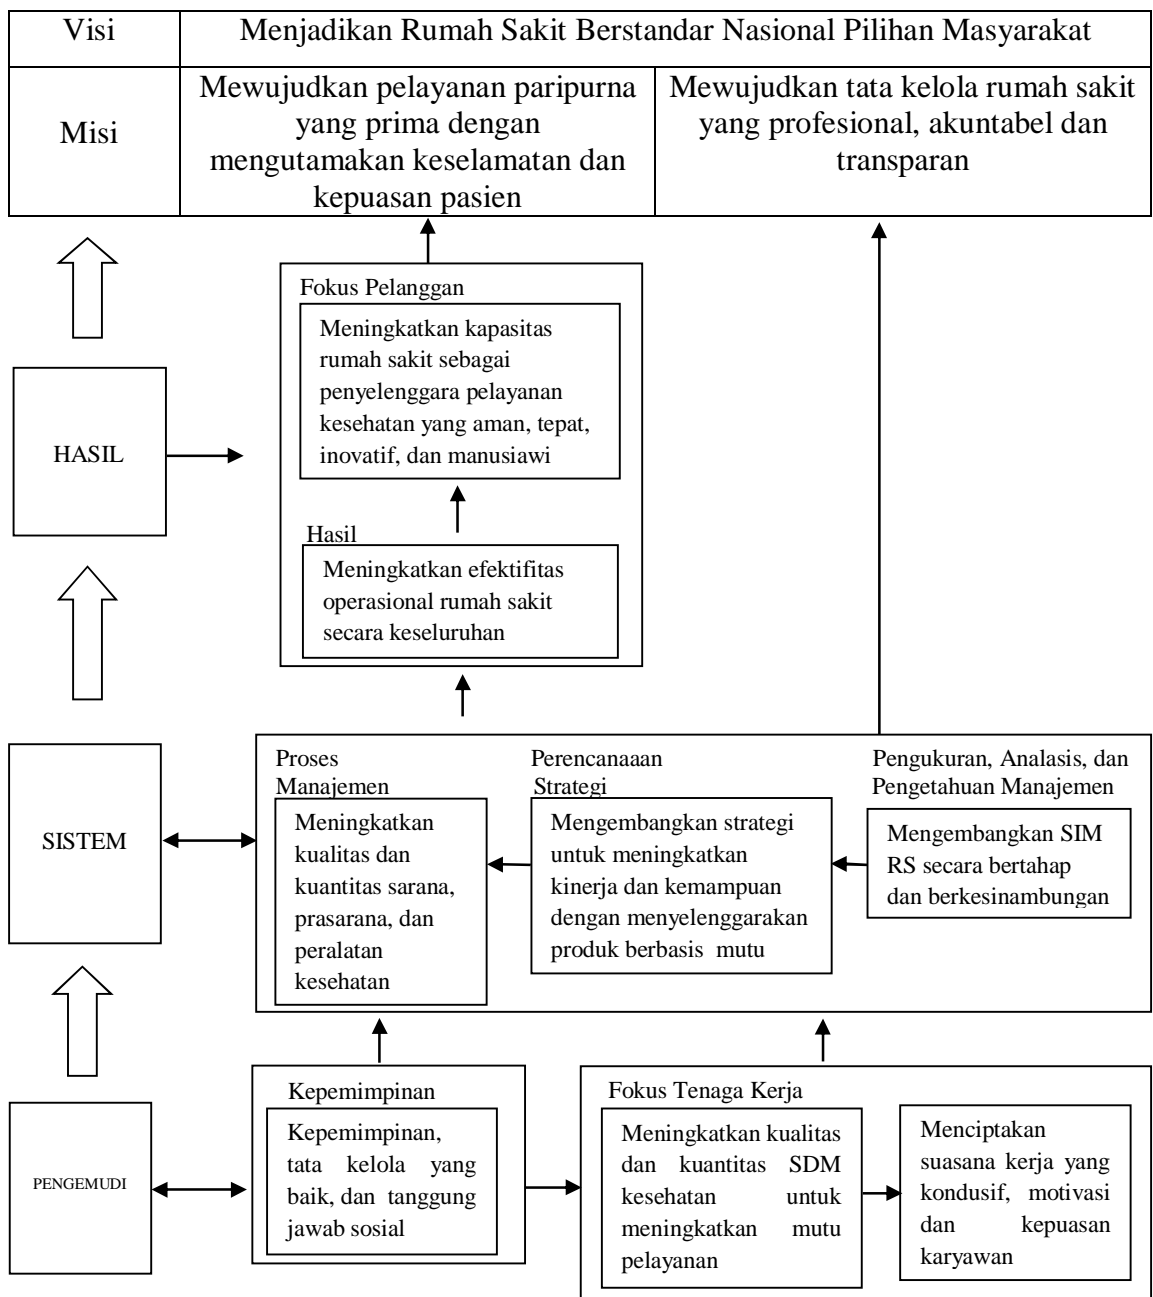 Visi
Menjadikan Rumah Sakit Berstandar Nasional Pilihan Masyarakat
Misi
Mewujudkan pelayanan paripurna
yang prima dengan
mengutamakan keselamatan dan
kepuasan pasien
Mewujudkan tata kelola rumah sakit
yang profesional, akuntabel dan
transparan
HASIL
Fokus Pelanggan
Meningkatkan kapasitas
rumah sakit sebagai
penyelenggara pelayanan
kesehatan yang aman, tepat,
inovatif, dan manusiawi
Hasil
Meningkatkan efektifitas
operasional rumah sakit
secara keseluruhan
SISTEM
Proses
Manajemen
Meningkatkan
kualitas dan
kuantitas sarana,
prasarana, dan
peralatan
kesehatan
Perencanaaan
Strategi
Mengembangkan strategi
untuk meningkatkan
kinerja dan kemampuan
dengan menyelenggarakan
produk berbasis mutu
Pengukuran, Analasis, dan
Pengetahuan Manajemen
Mengembangkan SIM
RS secara bertahap
dan berkesinambungan
PENGEMUDI
Kepemimpinan
Kepemimpinan,
tata kelola yang
baik, dan tanggung
jawab sosial
Fokus Tenaga Kerja
Meningkatkan kualitas
dan kuantitas SDM
kesehatan untuk
meningkatkan mutu
pelayanan
Menciptakan
suasana kerja yang
kondusif, motivasi
dan kepuasan
karyawan